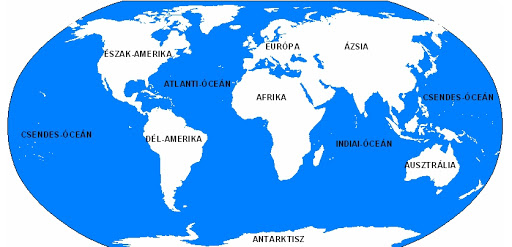 EURÓPA
ÁZSIA
ÉSZAK-AMERIKA
ATLANTI-ÓCEÁN
AFRIKA
CSENDES-ÓCEÁN
CSENDES-ÓCEÁN
DÉL-AMERIKA
INDIAI-ÓCEÁN
AUSZTRÁLIA
ANTARKTISZ